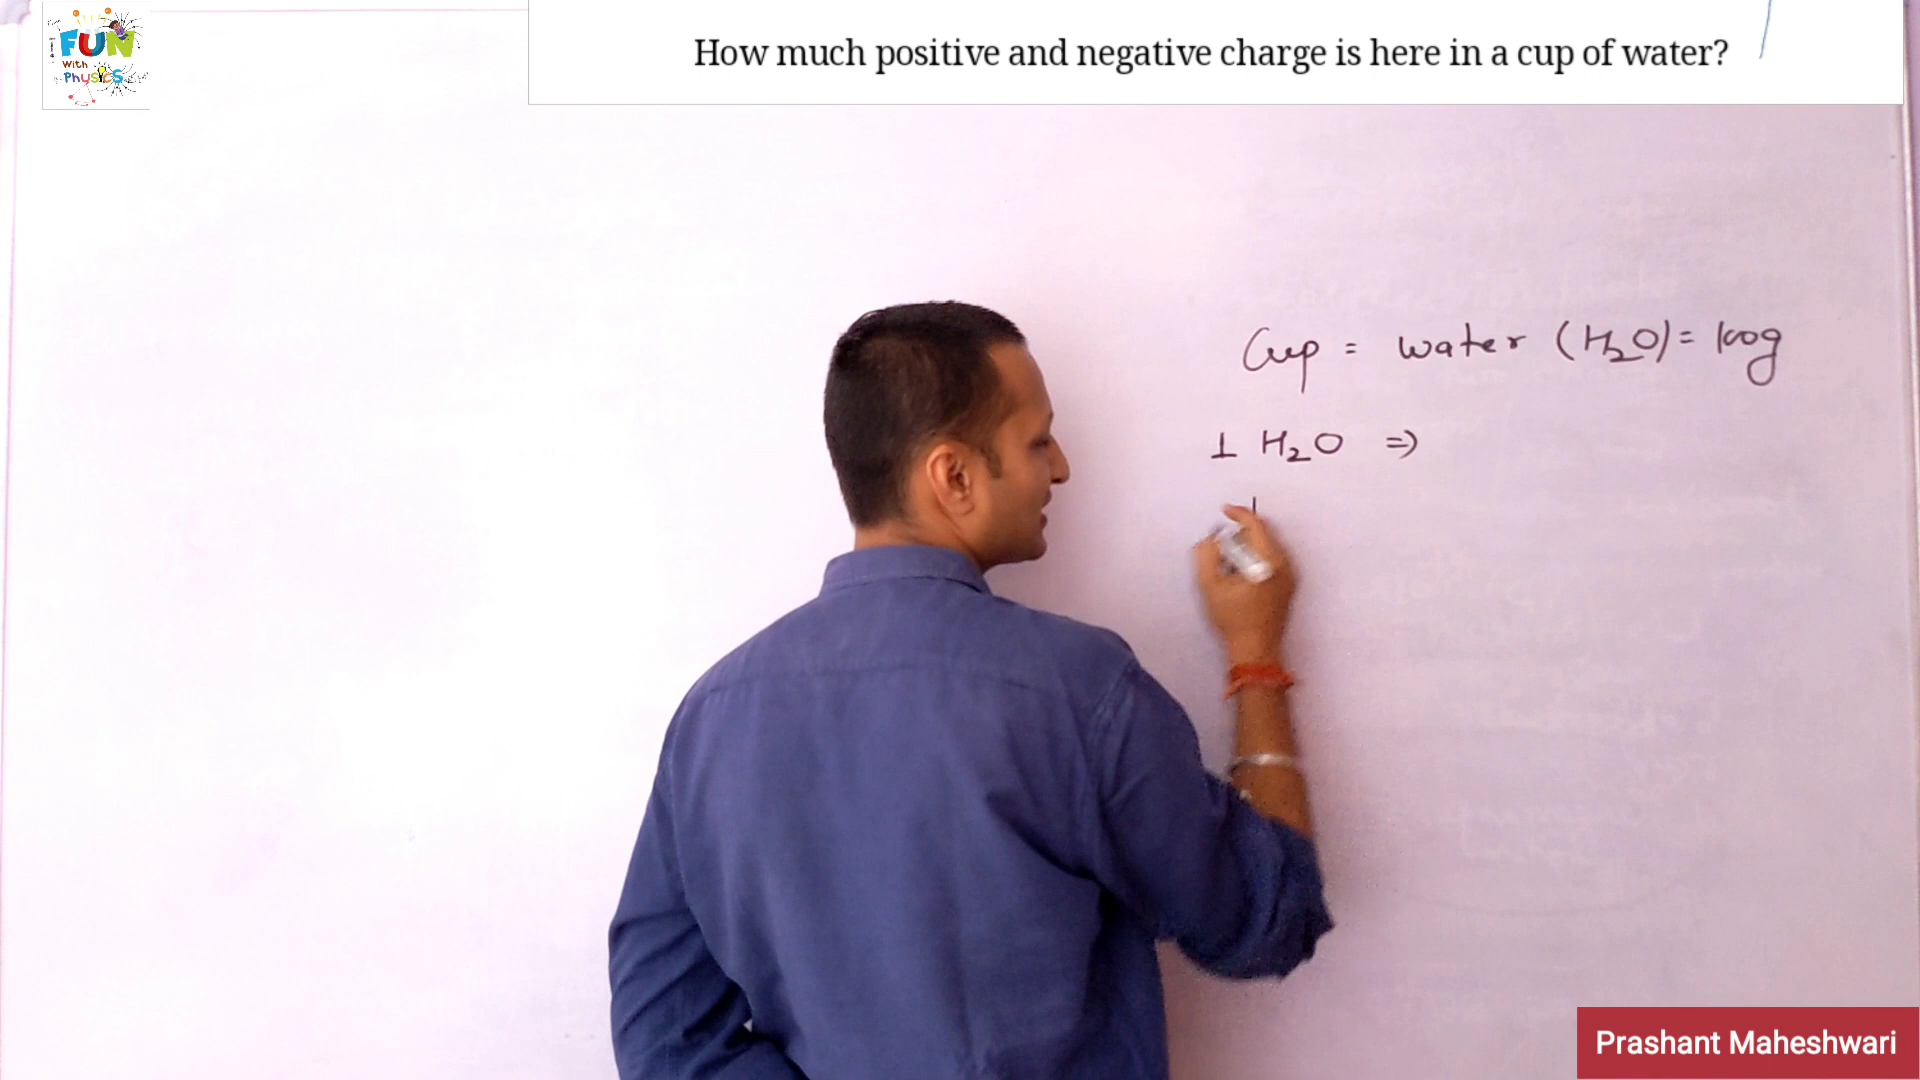 FUN
With
Physics
How much positive and negative charge is here in a cup of water?
Cup = water (H₂O) = 100g
1 H₂O ⇒
Prashant Maheshwari